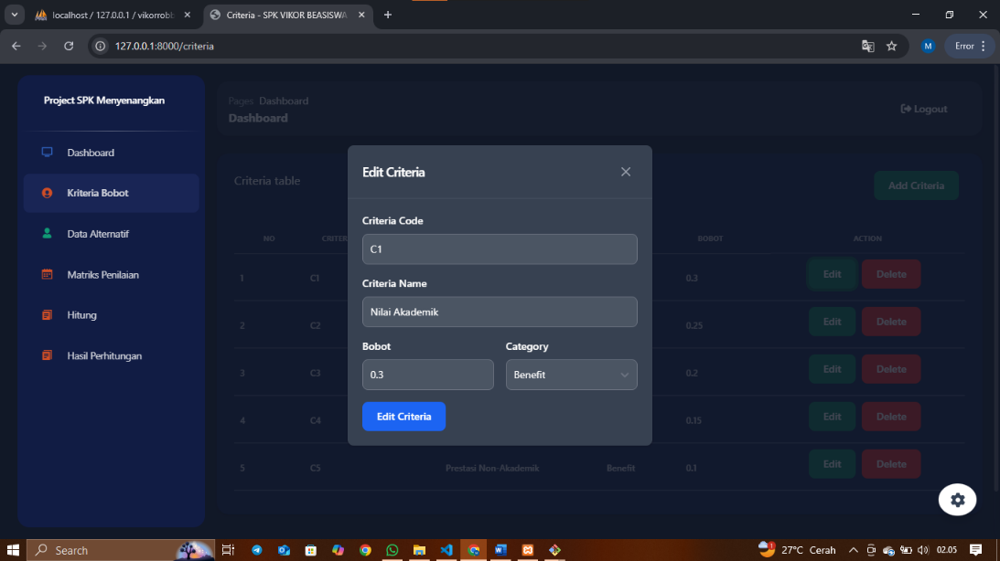 localhost / 127.0.0.1 / vikorrobb
Criteria - SPK VIKOR BEASISWA
127.0.0.1:8000/criteria
M
Error
Project SPK Menyenangkan
Dashboard
Kriteria Bobot
Data Alternatif
Matriks Penilaian
Hitung
Hasil Perhitungan
Pages Dashboard
Dashboard
Logout
Criteria table
Add Criteria
NO CRITER BOBOT ACTION
1 C1 0.3 Edit Delete
2 C2 0.25 Edit Delete
3 C3 0.2 Edit Delete
4 C4 0.15 Edit Delete
5 C5 Prestasi Non-Akademik Benefit 0.1 Edit Delete
Edit Criteria
Criteria Code
C1
Criteria Name
Nilai Akademik
Bobot Category
0.3 Benefit
Edit Criteria
Search
27°C Cerah
02.05